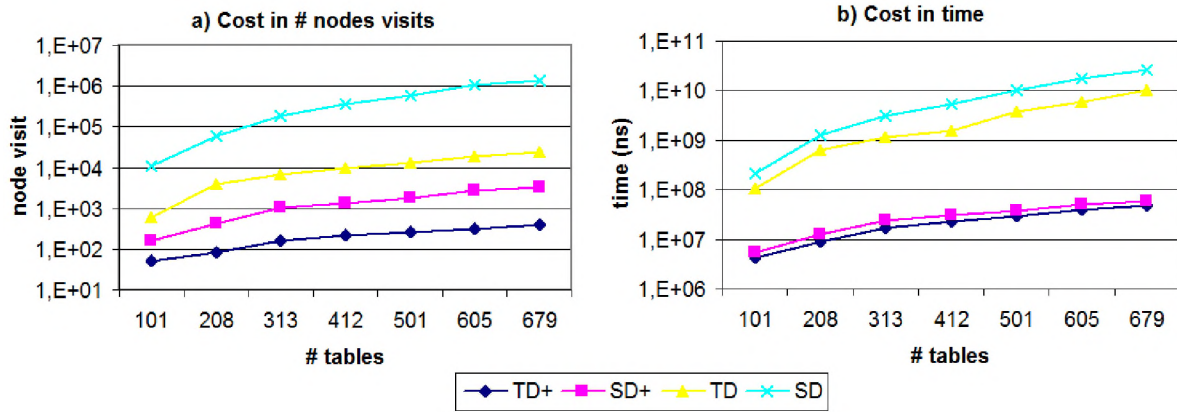 a) Cost in # nodes visits
node visit
1,E+07
1,E+06
1,E+05
1,E+04
1,E+03
1,E+02
1,E+01
101 208 313 412 501 605 679
# tables
b) Cost in time
time (ns)
1,E+11
1,E+10
1,E+09
1,E+08
1,E+07
1,E+06
101 208 313 412 501 605 679
# tables
TD+ SD+ TD SD